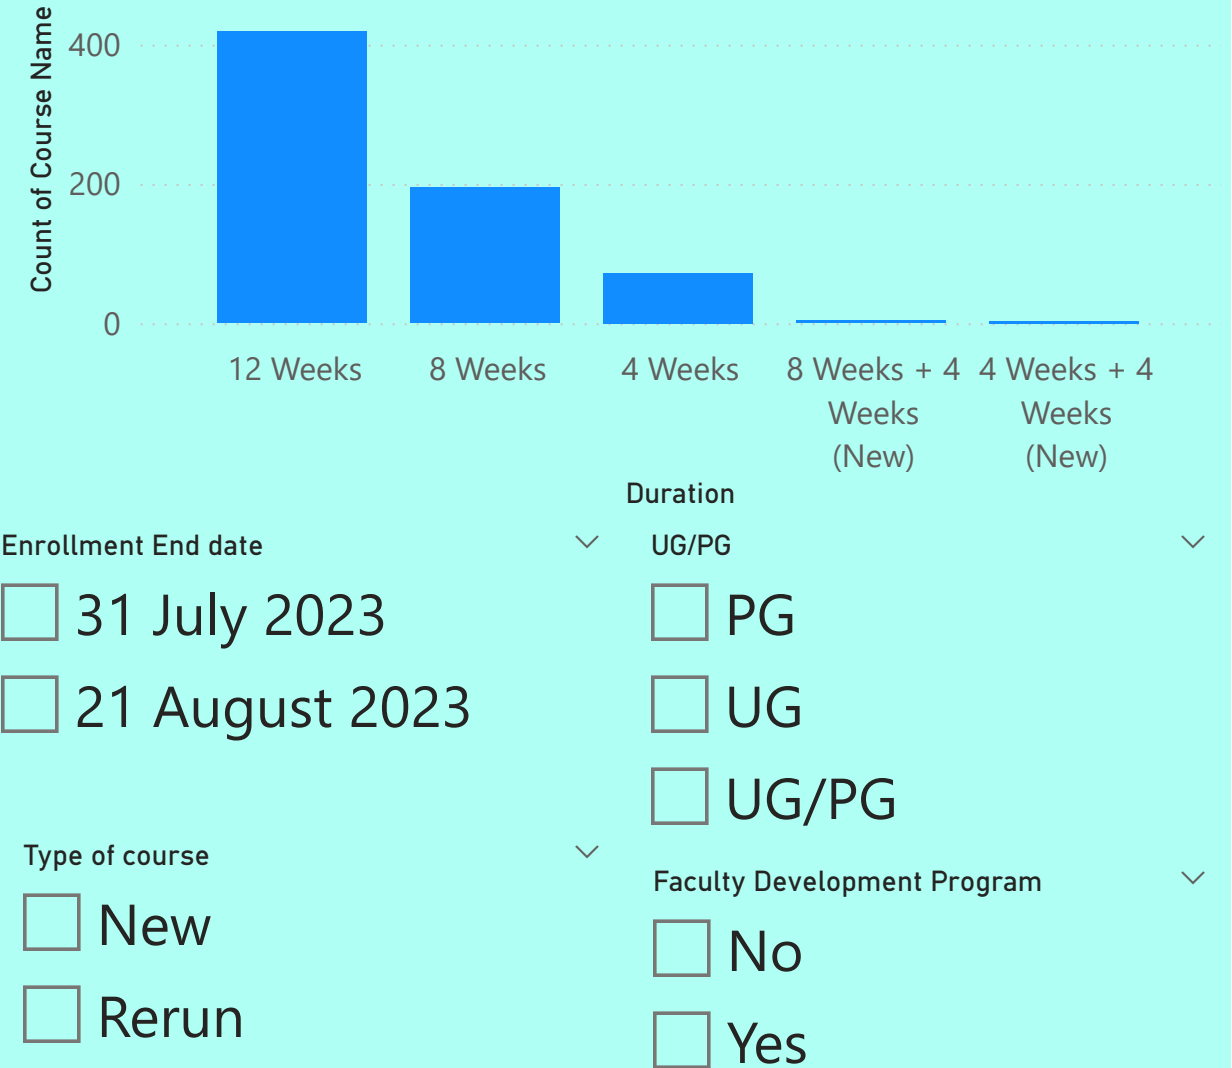 Count of Course Name
400
200
0
12 Weeks
8 Weeks
4 Weeks
8 Weeks + 4
Weeks
(New)
4 Weeks + 4
Weeks
(New)
Duration
Enrollment End date
31 July 2023
21 August 2023
UG/PG
PG
UG
UG/PG
Type of course
New
Rerun
Faculty Development Program
No
Yes